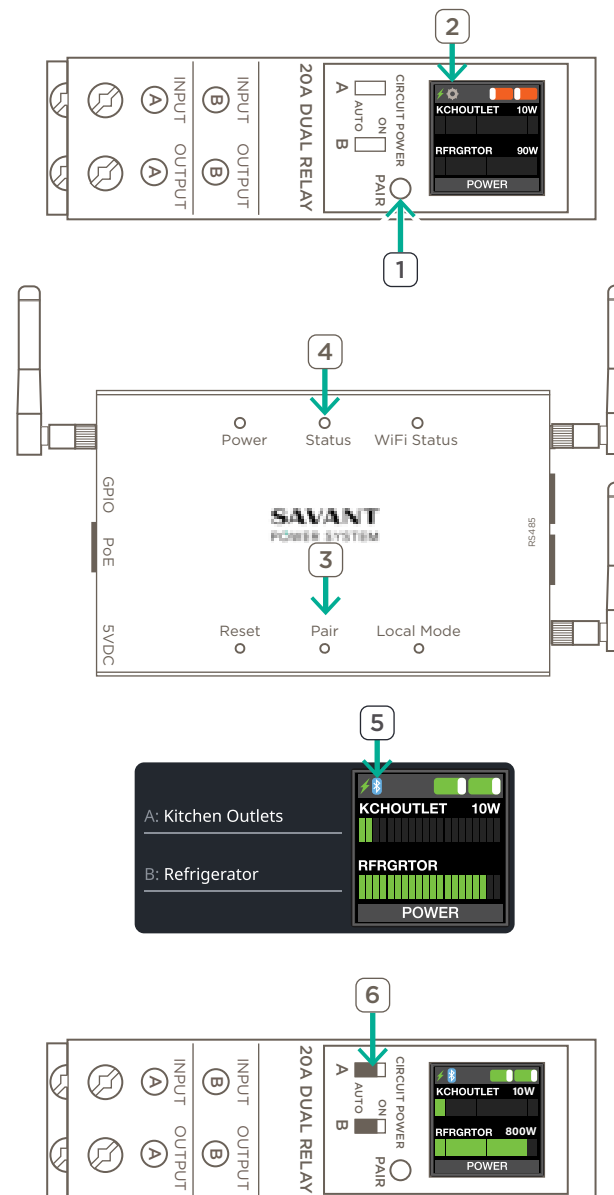 2
INPUT
INPUT
A
B
OUTPUT
OUTPUT
A
B
20A DUAL RELAY
A
AUTO
ON
B
CIRCUIT POWER
PAIR
KCHOUTLET 10W
RFRGRTOR 90W
POWER
1
4
Power Status WiFi Status
GPIO
PoE
5VDC
SAVANT
POWER SYSTEM
RS485
3
Reset Pair Local Mode
5
A: Kitchen Outlets
B: Refrigerator
KCHOUTLET 10W
RFRGRTOR
POWER
6
INPUT
INPUT
A
B
OUTPUT
OUTPUT
A
B
20A DUAL RELAY
A
AUTO
ON
B
CIRCUIT POWER
PAIR
KCHOUTLET 10W
RFRGRTOR 800W
POWER